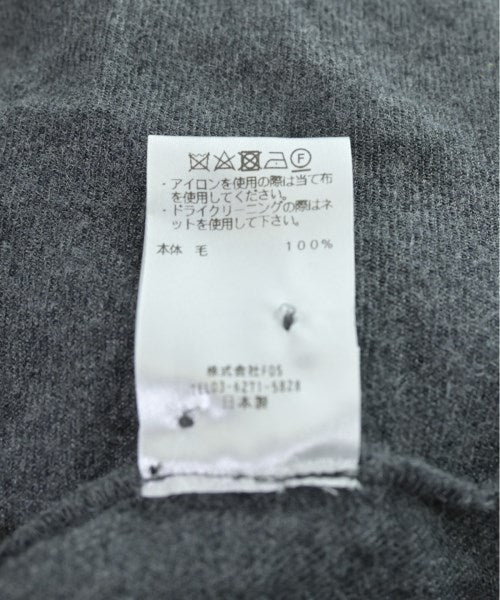 ・アイロンを使用の際は当て布
を使用してください。
・ドライクリーニングの際はネ
ットを使用して下さい。
本体 毛 100%
株式会社FOS
TEL03-6271-5828
日本製